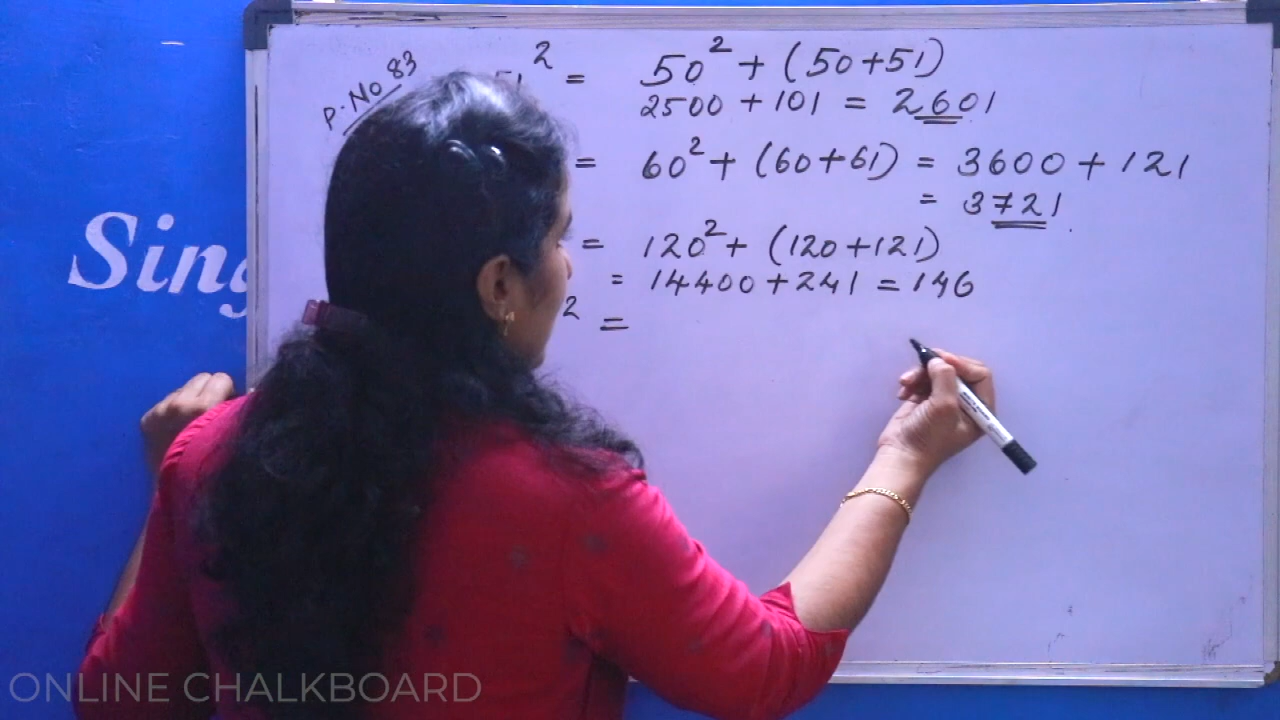 P.No 83
51² = 50² + (50+51)
2500 + 101 = 2601
= 60² + (60+61) = 3600 + 121
= 3721
= 120² + (120+121)
= 14400 + 241 = 146
² =
Sing
ONLINE CHALKBOARD